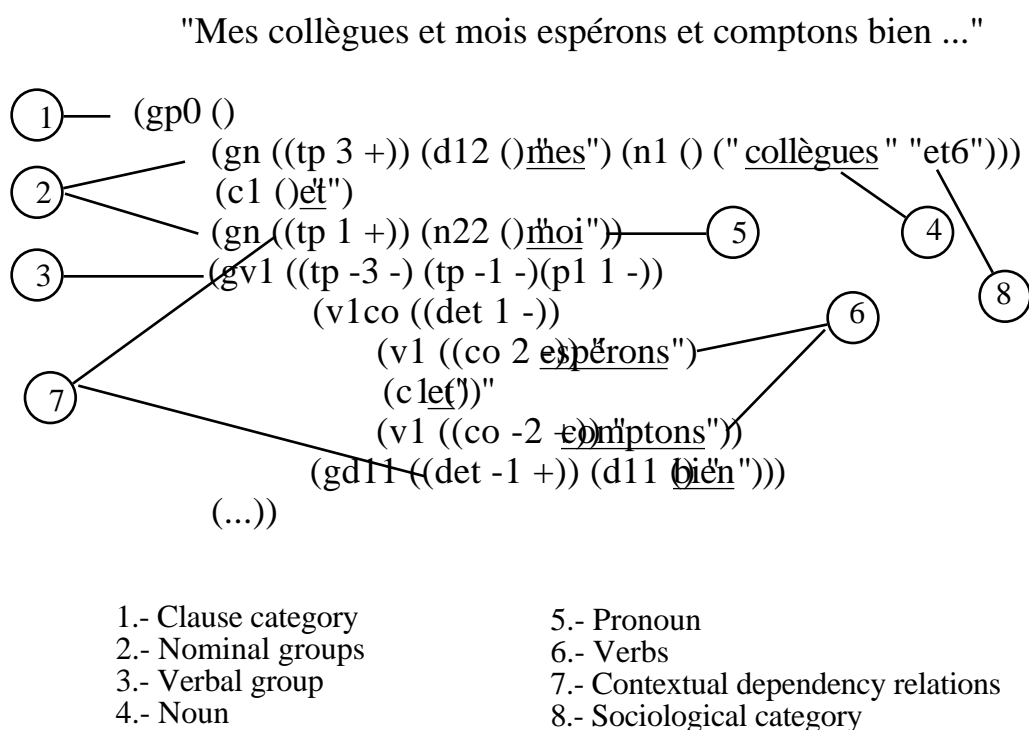 "Mes collègues et mois espérons et comptons bien ..."
1 (gp0 ()
(gn ((tp 3 +)) (d12 () "mes") (n1 () ("collègues" "et6")))
2 (c1 () "et")
(gn ((tp 1 +)) (n22 () "moi")) 5 4
3 (gv1 ((tp -3 -) (tp -1 -)(p1 1 -))
8
(v1co ((det 1 -)) 6
(v1 ((co 2 -)) "espérons")
7 (c1 () "et")
(v1 ((co -2 +)) "comptons"))
(gd11 ((det -1 +)) (d11 () "bien")))
(...))
1.- Clause category
2.- Nominal groups
3.- Verbal group
4.- Noun
5.- Pronoun
6.- Verbs
7.- Contextual dependency relations
8.- Sociological category